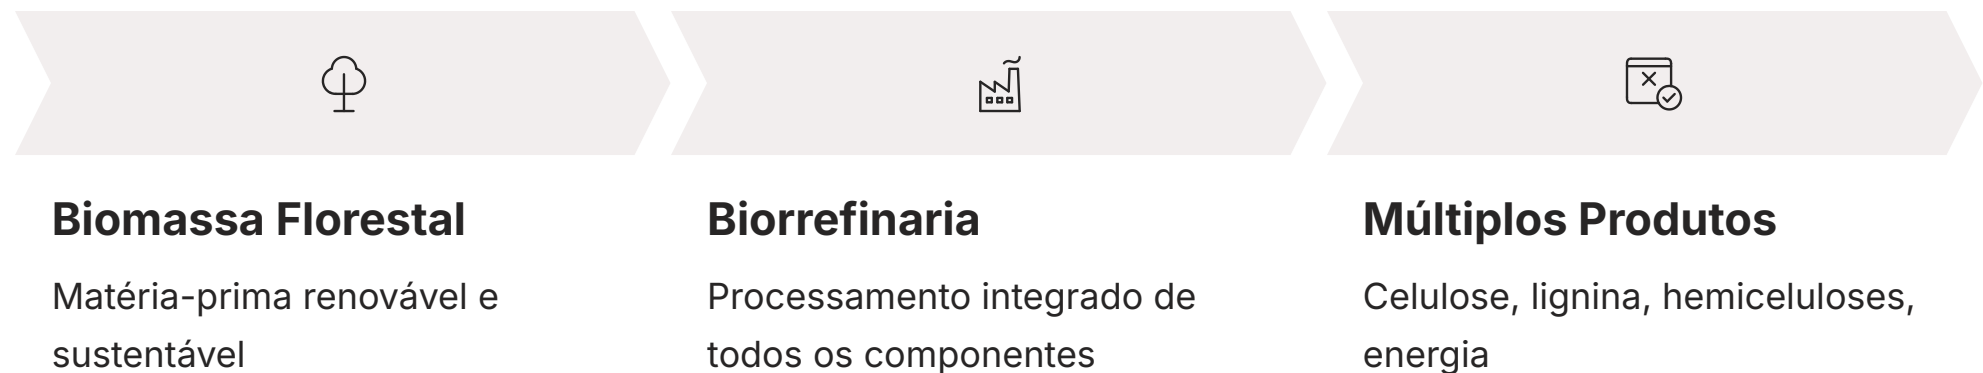 Biomassa Florestal
Matéria-prima renovável e
sustentável
Biorrefinaria
Processamento integrado de
todos os componentes
Múltiplos Produtos
Celulose, lignina, hemiceluloses,
energia